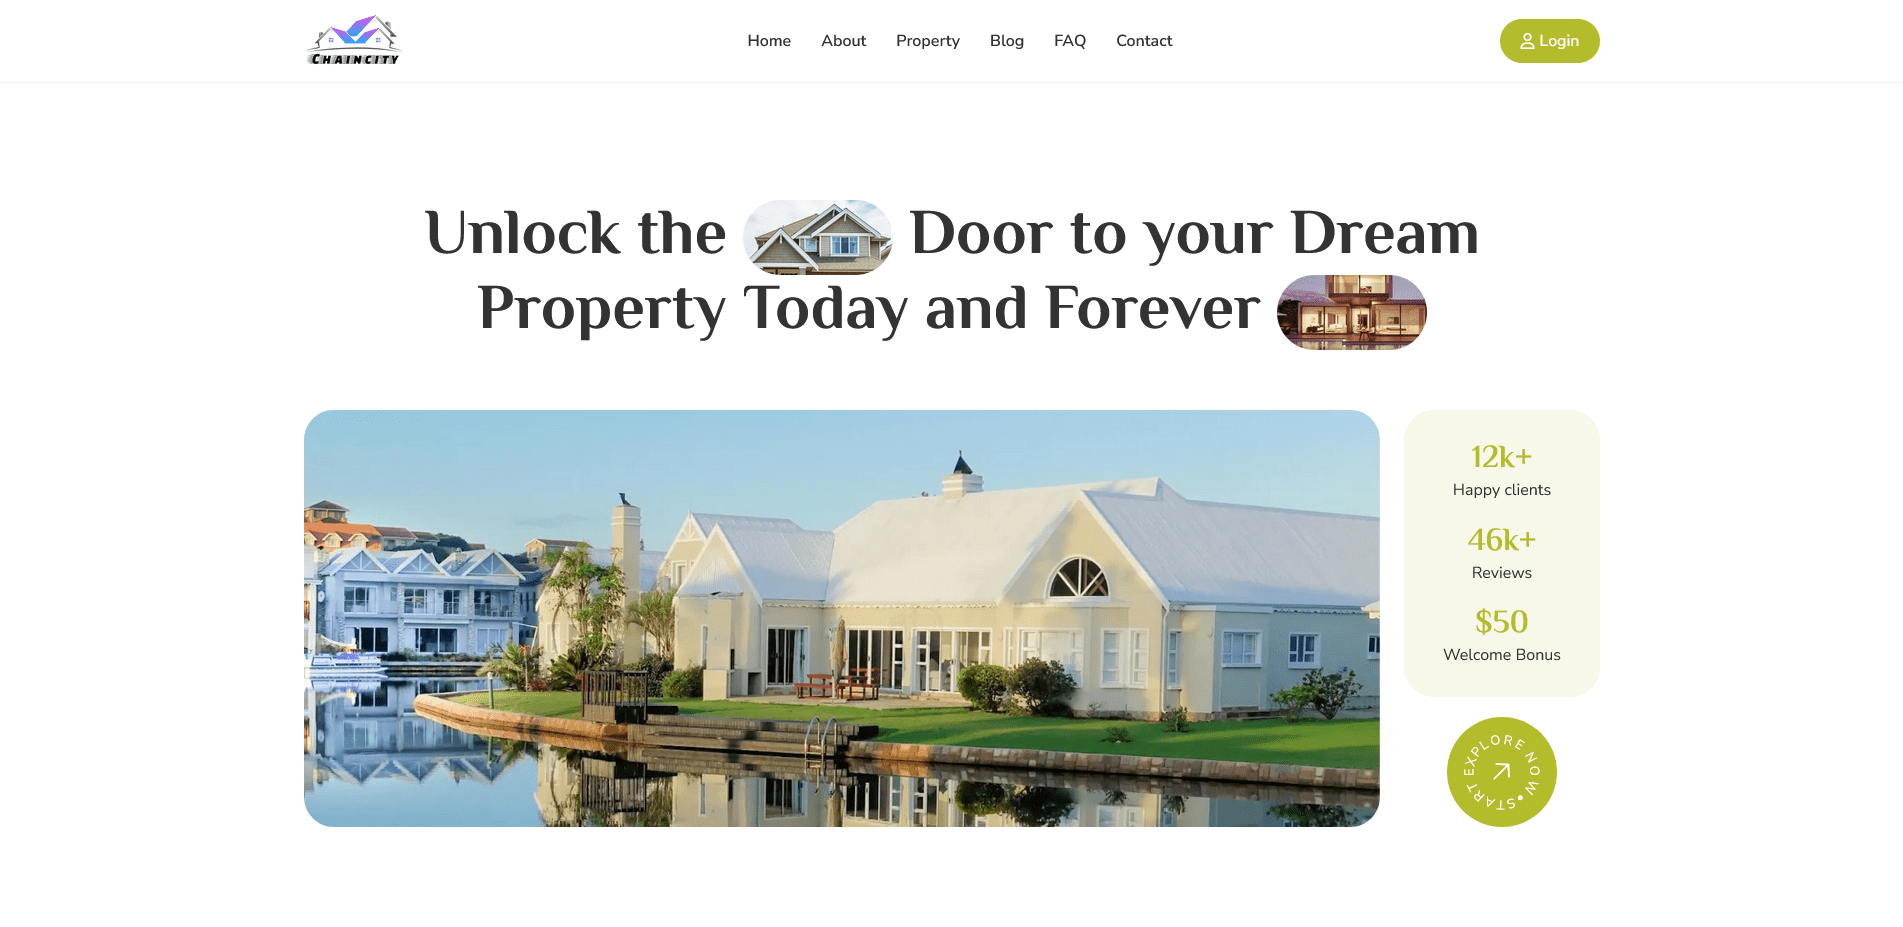 CHAINCITY
Home
About
Property
Blog
FAQ
Contact
Login
Unlock the Door to your Dream
Property Today and Forever
12k+
Happy clients
46k+
Reviews
$50
Welcome Bonus
START EXPLORE NOW •